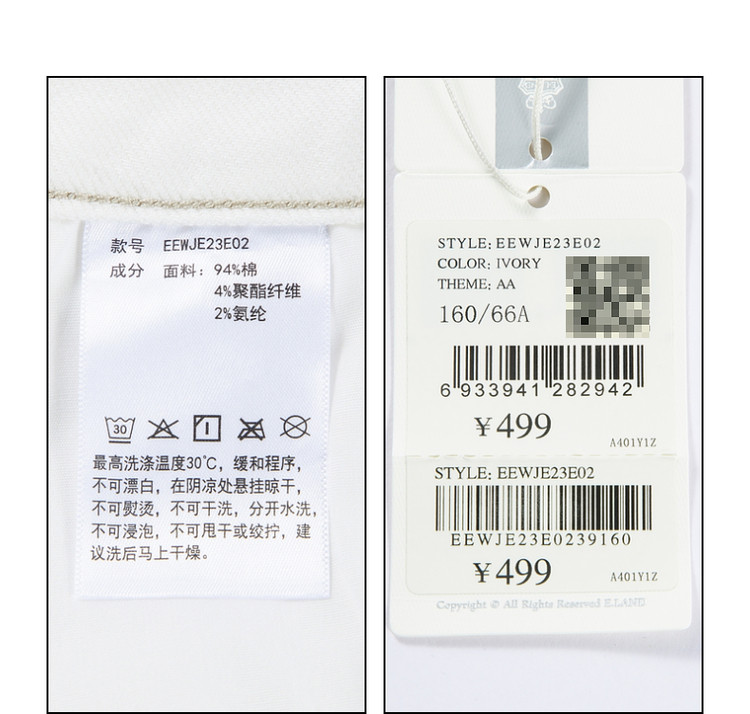 款号 EEWJE23E02
成分 面料：94%棉
4%聚酯纤维
2%氨纶
30
最高洗涤温度30℃，缓和程序，
不可漂白，在阴凉处悬挂晾干，
不可熨烫，不可干洗，分开水洗，
不可浸泡，不可甩干或绞拧，建
议洗后马上干燥。
STYLE: EEWJE23E02
COLOR: IVORY
THEME: AA
160/66A
6 933941 282942
¥499
A401Y1Z
STYLE: EEWJE23E02
EEWJE23E0239160
¥499
A401Y1Z
Copyright © All Rights Reserved E.LAND